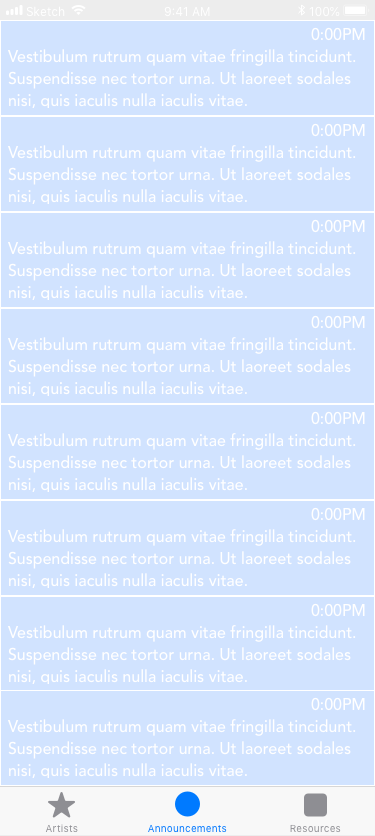 Sketch 9:41 AM 100%
0:00PM
Vestibulum rutrum quam vitae fringilla tincidunt.
Suspendisse nec tortor urna. Ut laoreet sodales
nisi, quis iaculis nulla iaculis vitae.
0:00PM
Vestibulum rutrum quam vitae fringilla tincidunt.
Suspendisse nec tortor urna. Ut laoreet sodales
nisi, quis iaculis nulla iaculis vitae.
0:00PM
Vestibulum rutrum quam vitae fringilla tincidunt.
Suspendisse nec tortor urna. Ut laoreet sodales
nisi, quis iaculis nulla iaculis vitae.
0:00PM
Vestibulum rutrum quam vitae fringilla tincidunt.
Suspendisse nec tortor urna. Ut laoreet sodales
nisi, quis iaculis nulla iaculis vitae.
0:00PM
Vestibulum rutrum quam vitae fringilla tincidunt.
Suspendisse nec tortor urna. Ut laoreet sodales
nisi, quis iaculis nulla iaculis vitae.
0:00PM
Vestibulum rutrum quam vitae fringilla tincidunt.
Suspendisse nec tortor urna. Ut laoreet sodales
nisi, quis iaculis nulla iaculis vitae.
0:00PM
Vestibulum rutrum quam vitae fringilla tincidunt.
Suspendisse nec tortor urna. Ut laoreet sodales
nisi, quis iaculis nulla iaculis vitae.
0:00PM
Vestibulum rutrum quam vitae fringilla tincidunt.
Suspendisse nec tortor urna. Ut laoreet sodales
nisi, quis iaculis nulla iaculis vitae.
Artists Announcements Resources